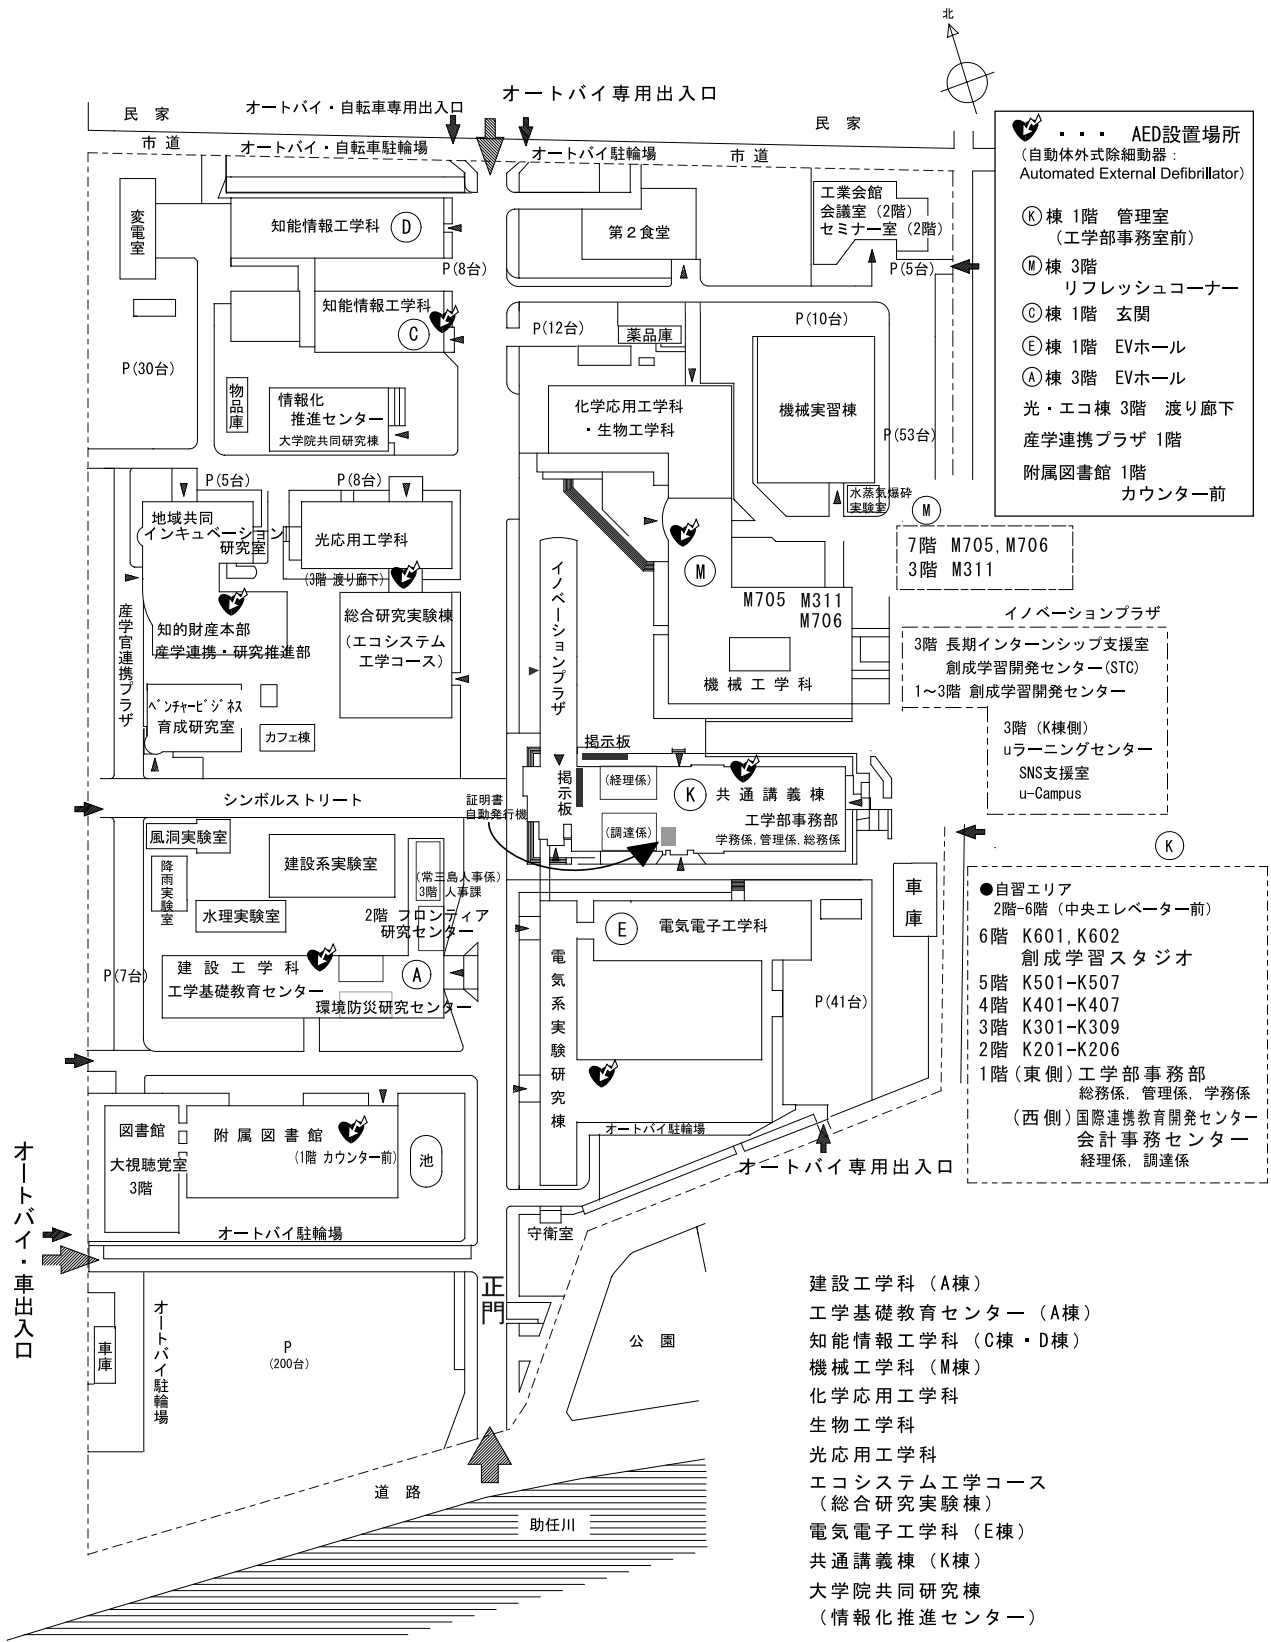 北
オートバイ専用出入口
オートバイ・自転車専用出入口
民 家
民 家
市 道
オートバイ・自転車駐輪場
オートバイ駐輪場
市 道
・・・ AED設置場所
(自動体外式除細動器:
Automated External Defibrillator)
Ⓚ棟 1階 管理室
(工学部事務室前)
Ⓜ棟 3階
リフレッシュコーナー
Ⓒ棟 1階 玄関
Ⓔ棟 1階 EVホール
Ⓐ棟 3階 EVホール
光・エコ棟 3階 渡り廊下
産学連携プラザ 1階
附属図書館 1階
カウンター前
変電室
知能情報工学科 Ⓓ
P(8台)
第2食堂
工業会館
会議室(2階)
セミナー室(2階)
P(5台)
知能情報工学科
Ⓒ
P(30台)
P(12台)
薬品庫
P(10台)
物品庫
情報化
推進センター
大学院共同研究棟
化学応用工学科
・生物工学科
機械実習棟
P(53台)
水蒸気爆砕
実験室
P(5台)
P(8台)
地域共同
インキュベーション
研究室
光応用工学科
(3階 渡り廊下)
Ⓜ
Ⓜ
7階 M705, M706
3階 M311
M705 M311
M706
機械工学科
イノベーションプラザ
産学官連携プラザ
知的財産本部
産学連携・研究推進部
総合研究実験棟
(エコシステム
工学コース)
ベンチャービジネス
育成研究室
カフェ棟
イノベーションプラザ
3階 長期インターンシップ支援室
創成学習開発センター(STC)
1~3階 創成学習開発センター
3階 (K棟側)
uラーニングセンター
SNS支援室
u-Campus
掲示板
掲示板
(経理係)
Ⓚ 共通講義棟
工学部事務部
(調達係)
学務係, 管理係, 総務係
シンボルストリート
証明書
自動発行機
風洞実験室
降雨実験室
建設系実験室
水理実験室
(常三島人事係)
3階 人事課
2階 フロンティア
研究センター
P(7台)
建設工学科
工学基礎教育センター
Ⓐ
環境防災研究センター
Ⓔ 電気電子工学科
電気系実験研究棟
車庫
P(41台)
Ⓚ
●自習エリア
2階-6階 (中央エレベーター前)
6階 K601, K602
創成学習スタジオ
5階 K501-K507
4階 K401-K407
3階 K301-K309
2階 K201-K206
1階(東側)工学部事務部
総務係, 管理係, 学務係
(西側)国際連携教育開発センター
会計事務センター
経理係, 調達係
図書館
大視聴覚室
3階
附属図書館
(1階 カウンター前)
池
オートバイ駐輪場
オートバイ専用出入口
オートバイ駐輪場
守衛室
オートバイ・車出入口
正門
車庫
オートバイ駐輪場
P
(200台)
公園
道路
助任川
建設工学科(A棟)
工学基礎教育センター(A棟)
知能情報工学科(C棟・D棟)
機械工学科(M棟)
化学応用工学科
生物工学科
光応用工学科
エコシステム工学コース
(総合研究実験棟)
電気電子工学科(E棟)
共通講義棟(K棟)
大学院共同研究棟
(情報化推進センター)